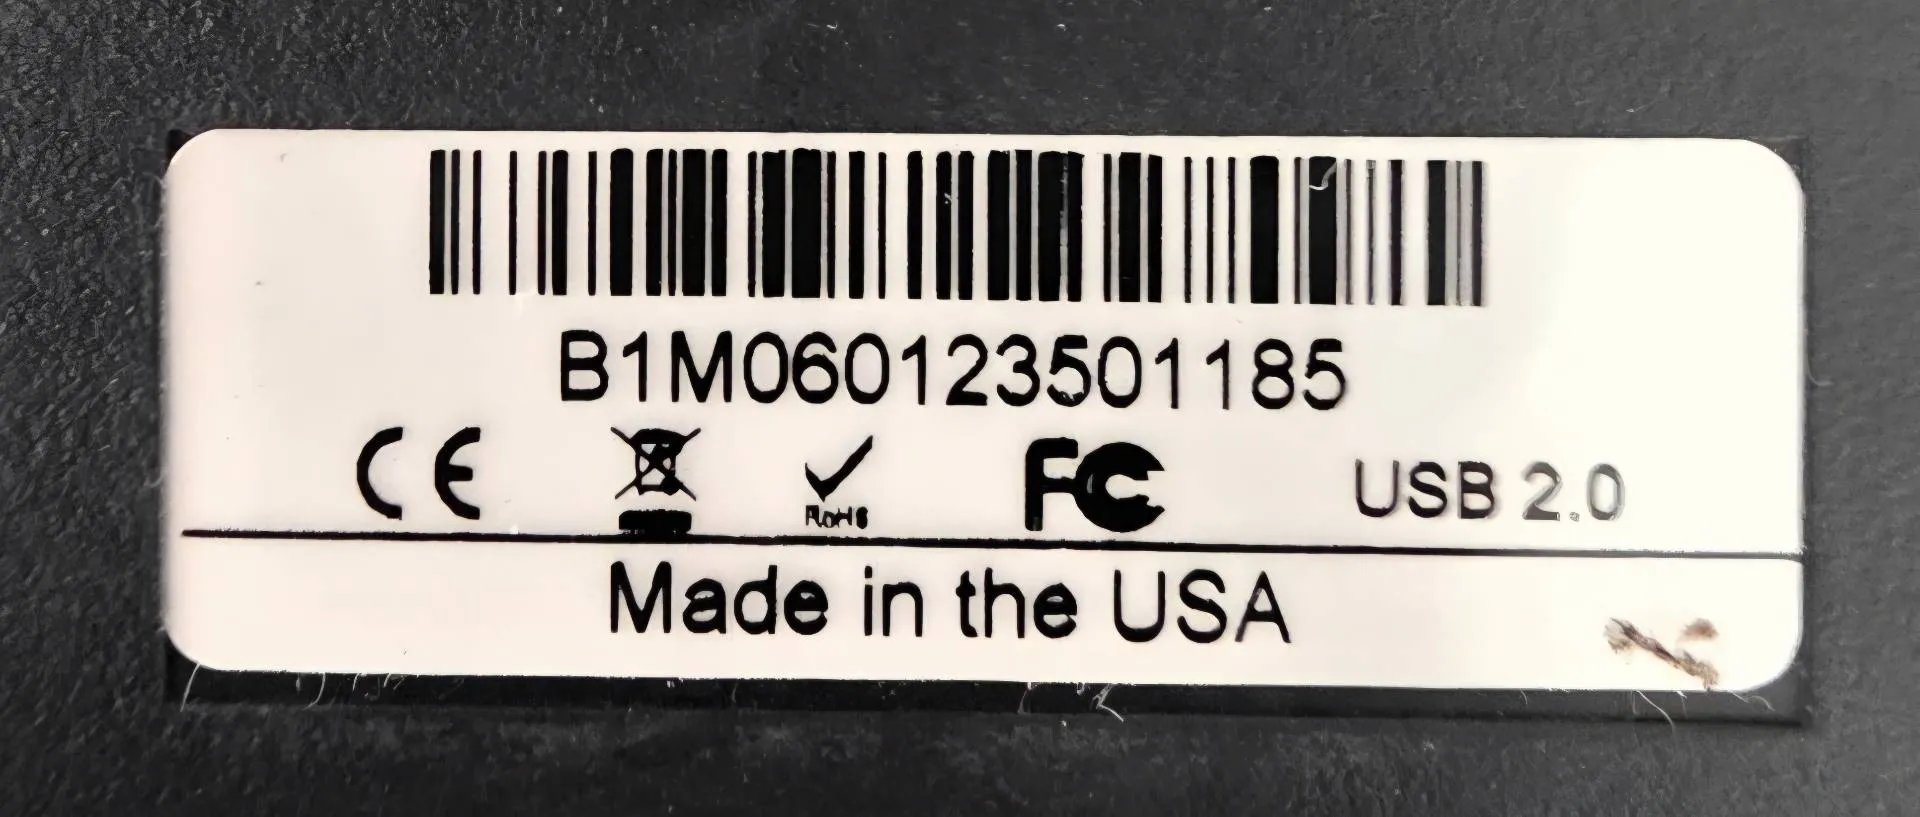 B1M060123501185
CE RoHS FC USB 2.0
Made in the USA